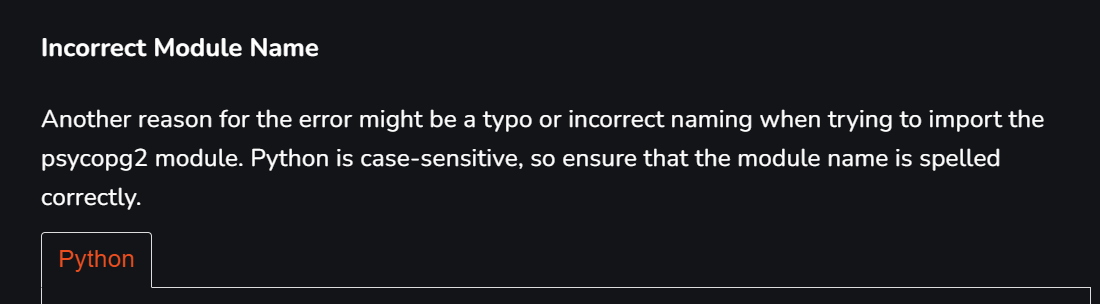 Incorrect Module Name
Another reason for the error might be a typo or incorrect naming when trying to import the
psycopg2 module. Python is case-sensitive, so ensure that the module name is spelled
correctly.
Python